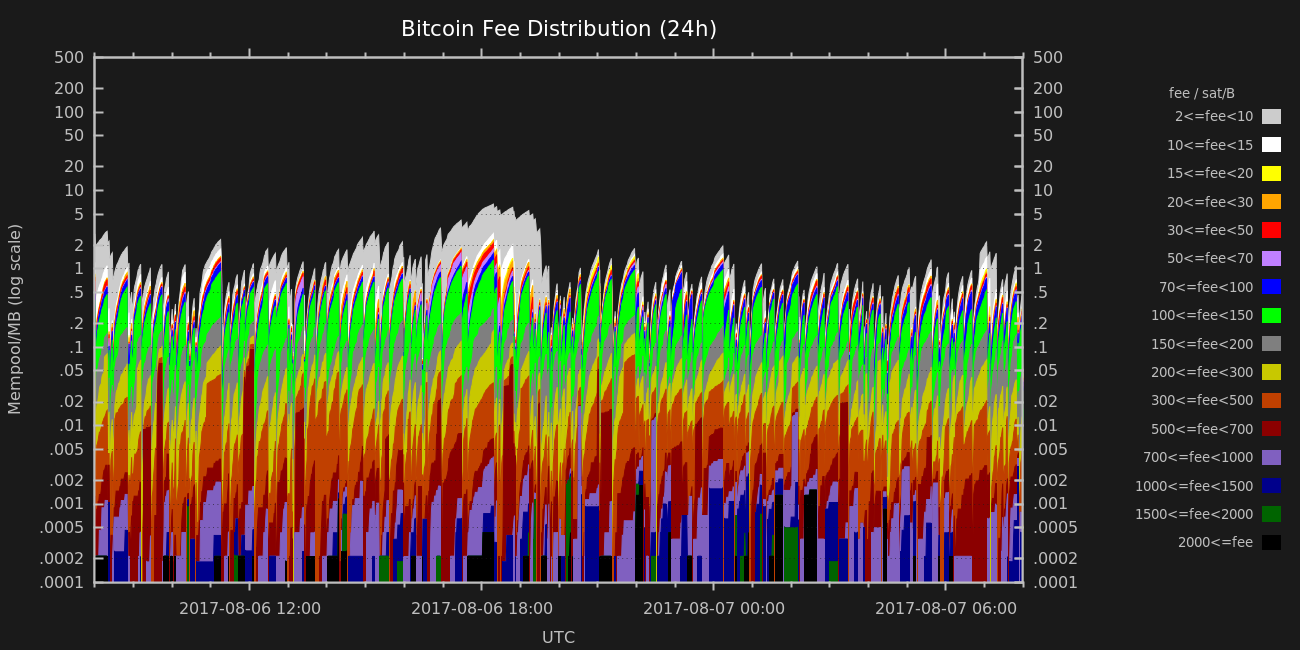 Bitcoin Fee Distribution (24h)
Mempool/MB (log scale)
500
200
100
50
20
10
5
2
1
.5
.2
.1
.05
.02
.01
.005
.002
.001
.0005
.0002
.0001
500
200
100
50
20
10
5
2
1
.5
.2
.1
.05
.02
.01
.005
.002
.001
.0005
.0002
.0001
2017-08-06 12:00
2017-08-06 18:00
2017-08-07 00:00
2017-08-07 06:00
UTC
fee / sat/B
2<=fee<10
10<=fee<15
15<=fee<20
20<=fee<30
30<=fee<50
50<=fee<70
70<=fee<100
100<=fee<150
150<=fee<200
200<=fee<300
300<=fee<500
500<=fee<700
700<=fee<1000
1000<=fee<1500
1500<=fee<2000
2000<=fee